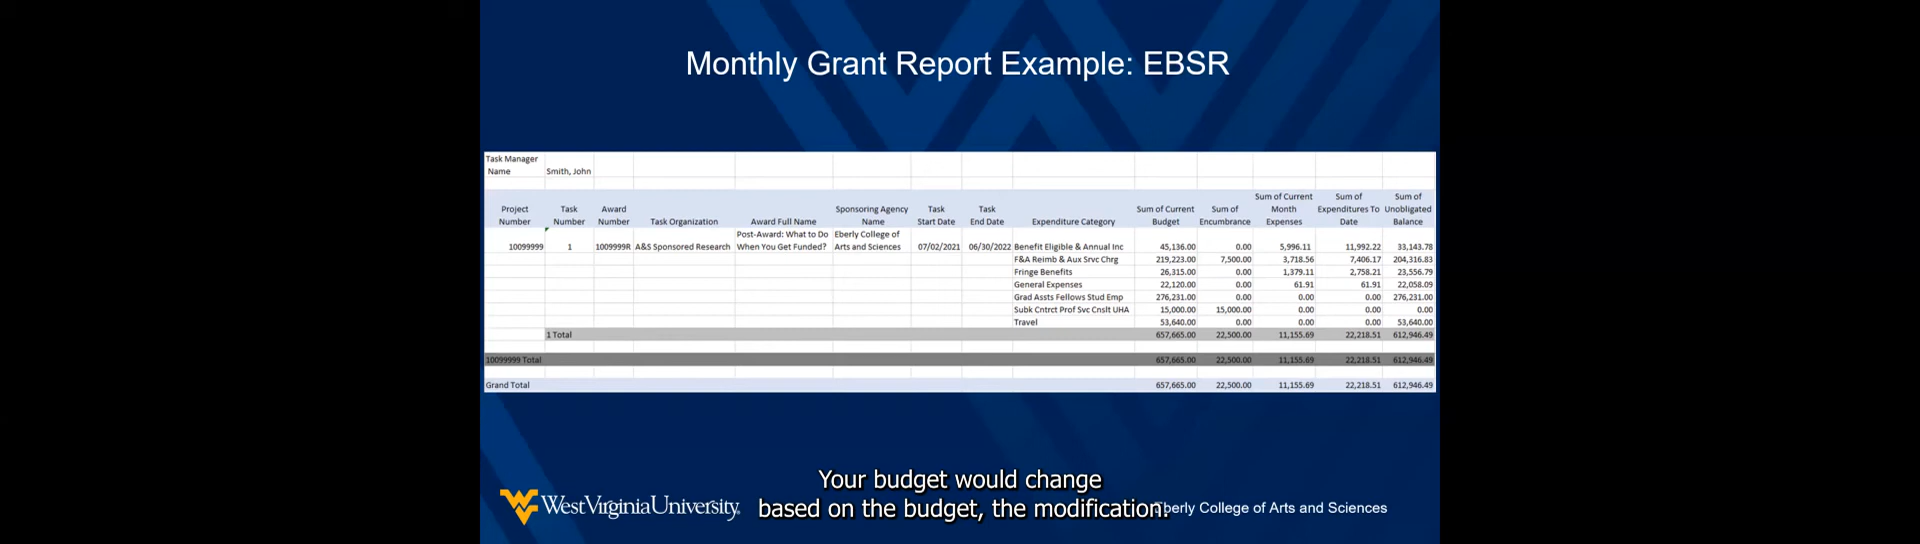 Monthly Grant Report Example: EBSR
Task Manager
Name Smith, John
Sum of Current Sum of Sum of
Project Task Award Sponsoring Agency Task Task Sum of Current Sum of Month Expenditures To Unobligated
Number Number Number Task Organization Award Full Name Name Start Date End Date Expenditure Category Budget Encumbrance Expenses Date Balance
Post-Award: What to Do Eberly College of
10099999 1 1009999R A&S Sponsored Research When You Get Funded? Arts and Sciences 07/02/2021 06/30/2022 Benefit Eligible & Annual Inc 45,136.00 0.00 5,996.11 11,992.22 33,143.78
F&A Reimb & Aux Srvc Chrg 219,223.00 7,500.00 3,718.56 7,406.17 204,316.83
Fringe Benefits 26,315.00 0.00 1,379.11 2,758.21 23,556.79
General Expenses 22,120.00 0.00 61.91 61.91 22,058.09
Grad Assts Fellows Stud Emp 276,231.00 0.00 0.00 0.00 276,231.00
Subk Cntrct Prof Svc Cnslt UHA 15,000.00 15,000.00 0.00 0.00 0.00
Travel 53,640.00 0.00 0.00 0.00 53,640.00
1 Total 657,665.00 22,500.00 11,155.69 22,218.51 612,946.49
10099999 Total 657,665.00 22,500.00 11,155.69 22,218.51 612,946.49
Grand Total 657,665.00 22,500.00 11,155.69 22,218.51 612,946.49
Your budget would change
based on the budget, the modification.
WestVirginiaUniversity.
Eberly College of Arts and Sciences